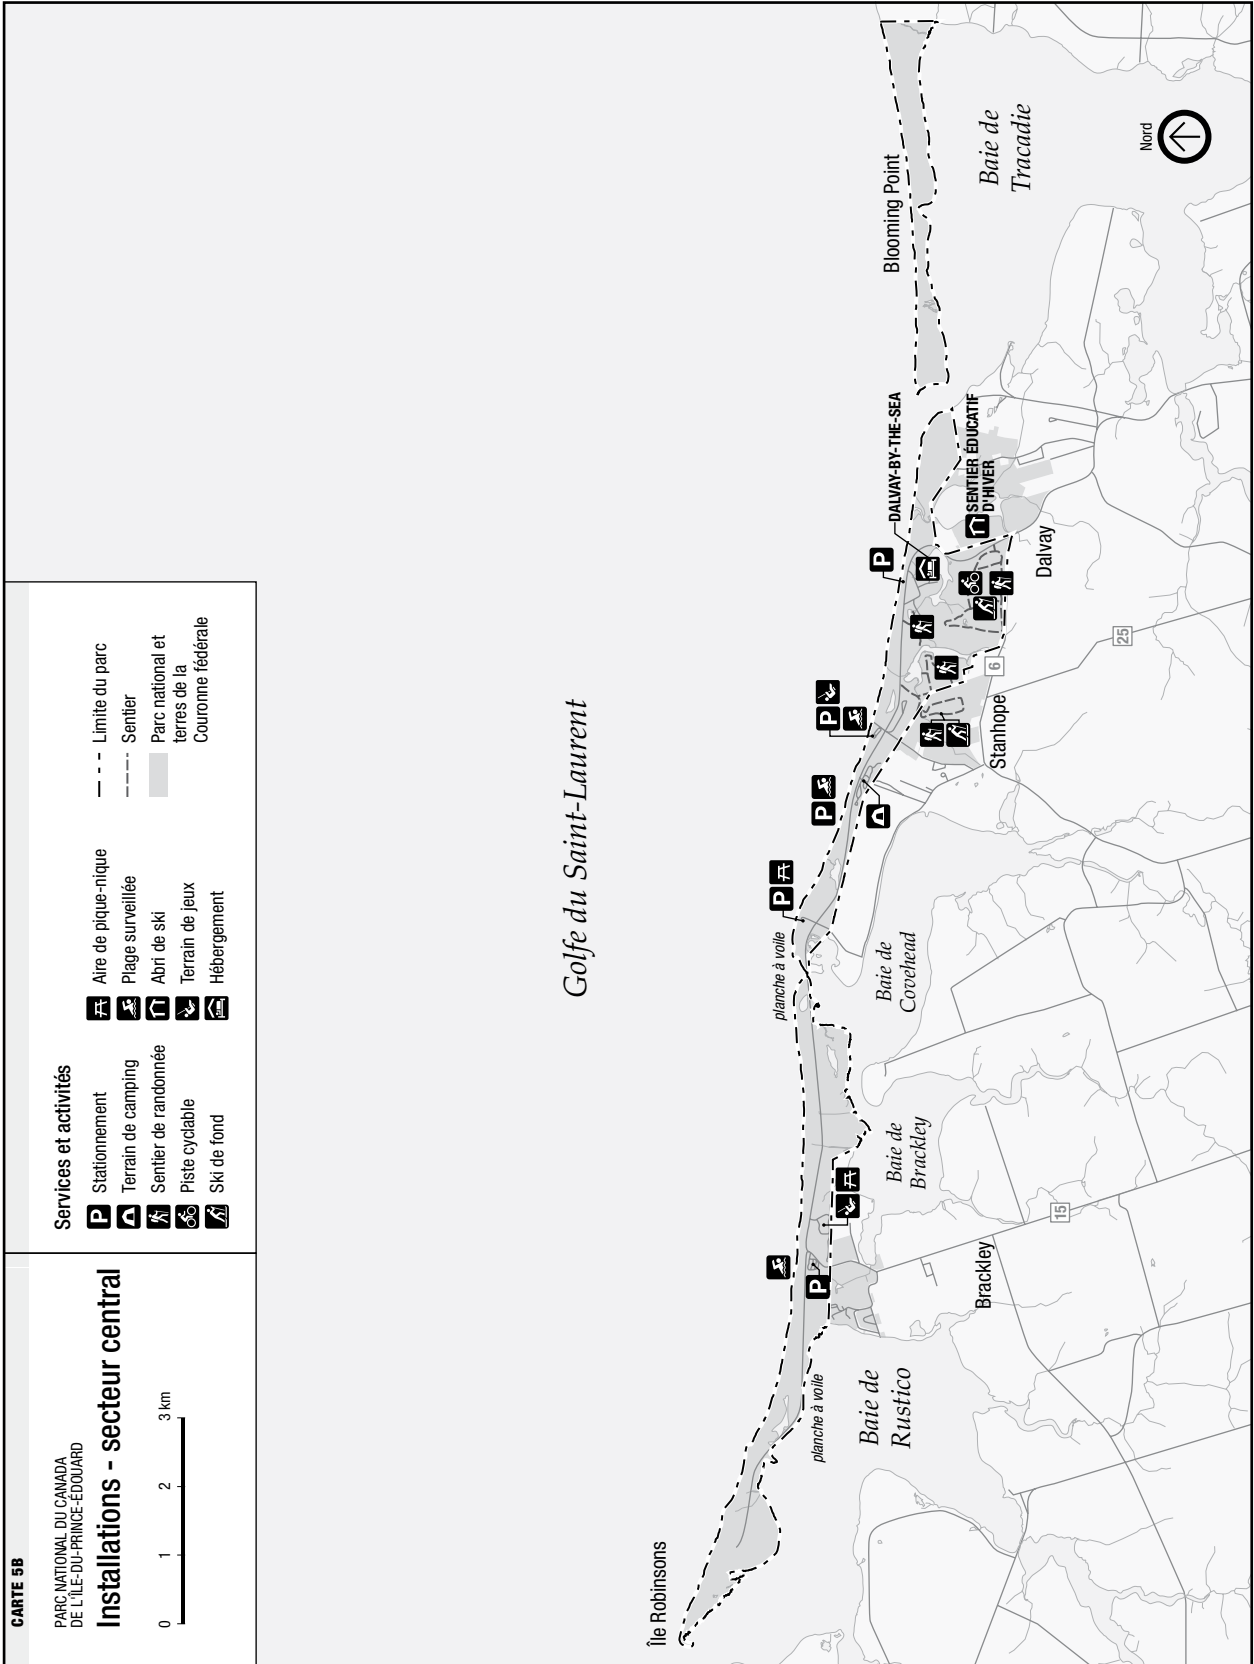 CARTE 5B
PARC NATIONAL DU CANADA
DE L'ÎLE-DU-PRINCE-ÉDOUARD
Installations - secteur central
0 1 2 3 km
Services et activités
P Stationnement
Terrain de camping
Sentier de randonnée
Piste cyclable
Ski de fond
Aire de pique-nique
Plage surveillée
Abri de ski
Terrain de jeux
Hébergement
Limite du parc
Sentier
Parc national et
terres de la
Couronne fédérale
Golfe du Saint-Laurent
Île Robinsons
planche à voile
Baie de
Rustico
P
Brackley
15
Baie de
Brackley
planche à voile
Baie de
Covehead
P
P
P
Stanhope
6
25
P
DALVAY-BY-THE-SEA
SENTIER ÉDUCATIF
D'HIVER
Dalvay
Blooming Point
Baie de
Tracadie
Nord